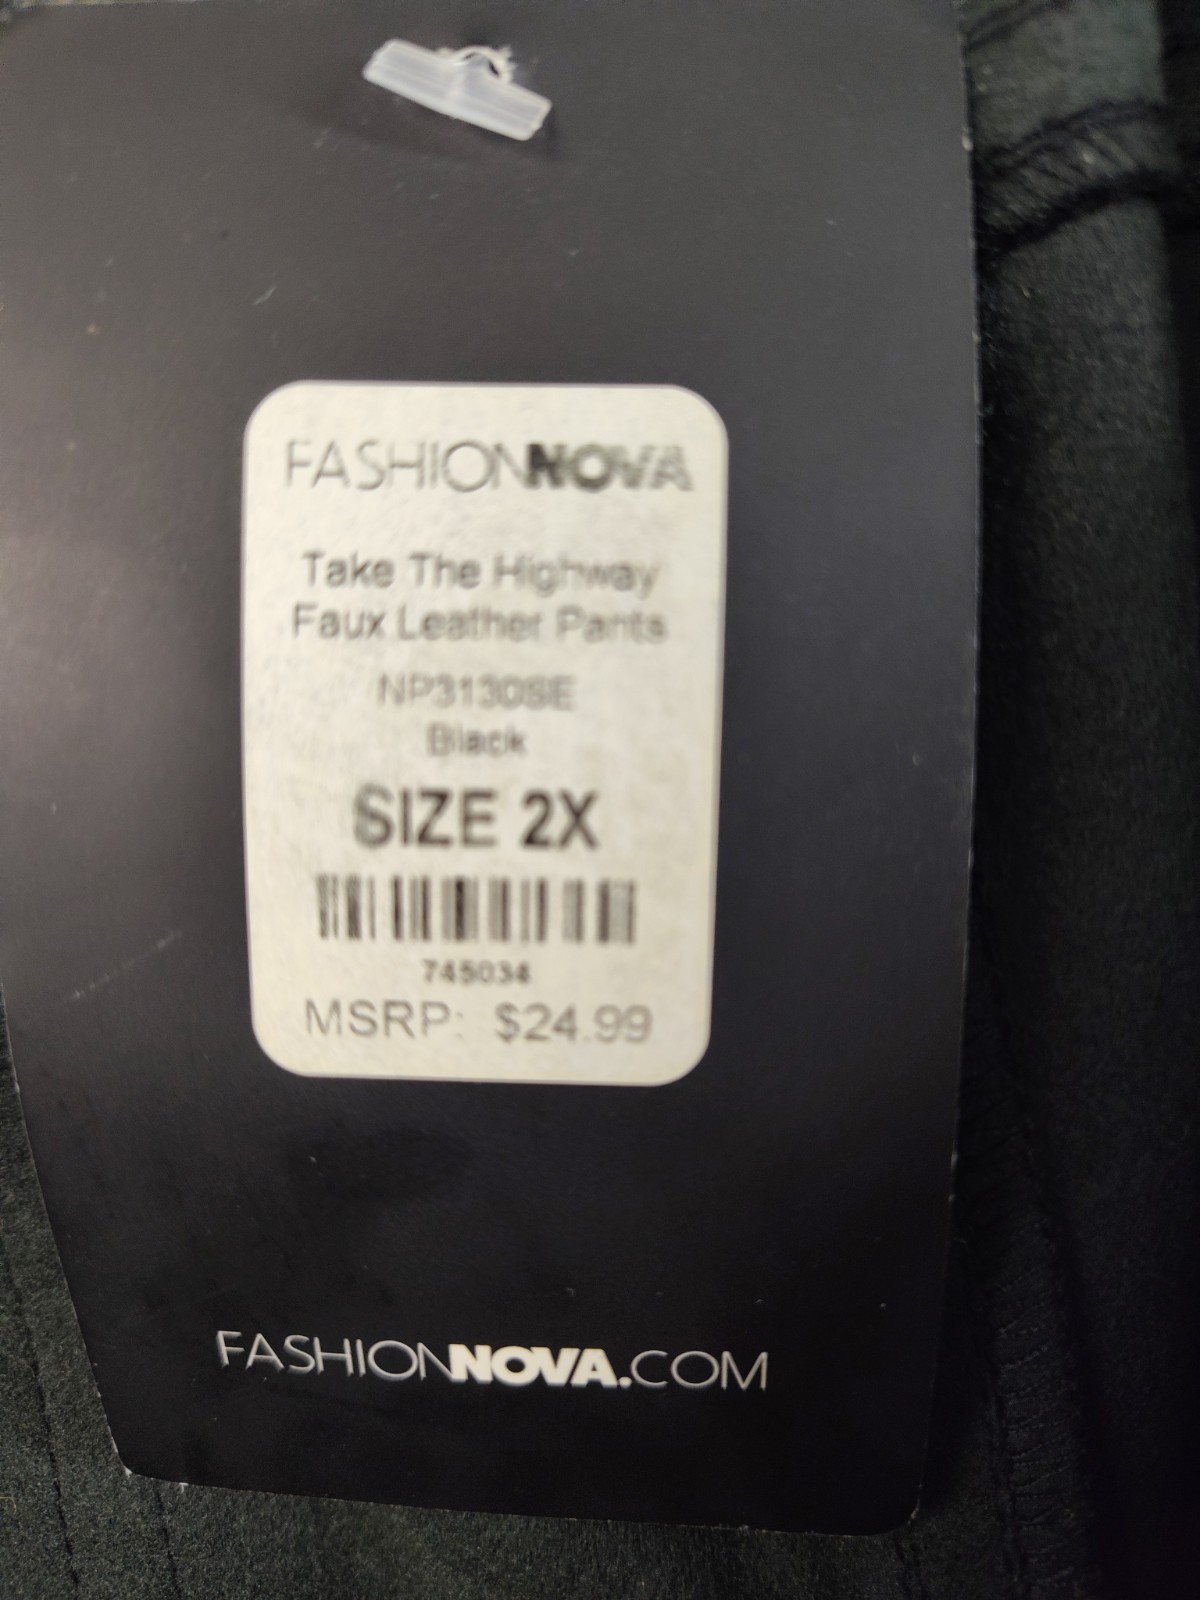 FASHIONNOVA
Take The Highway
Faux Leather Pants
NP3130SE
Black
SIZE 2X
745034
MSRP: $24.99
FASHIONNOVA.COM